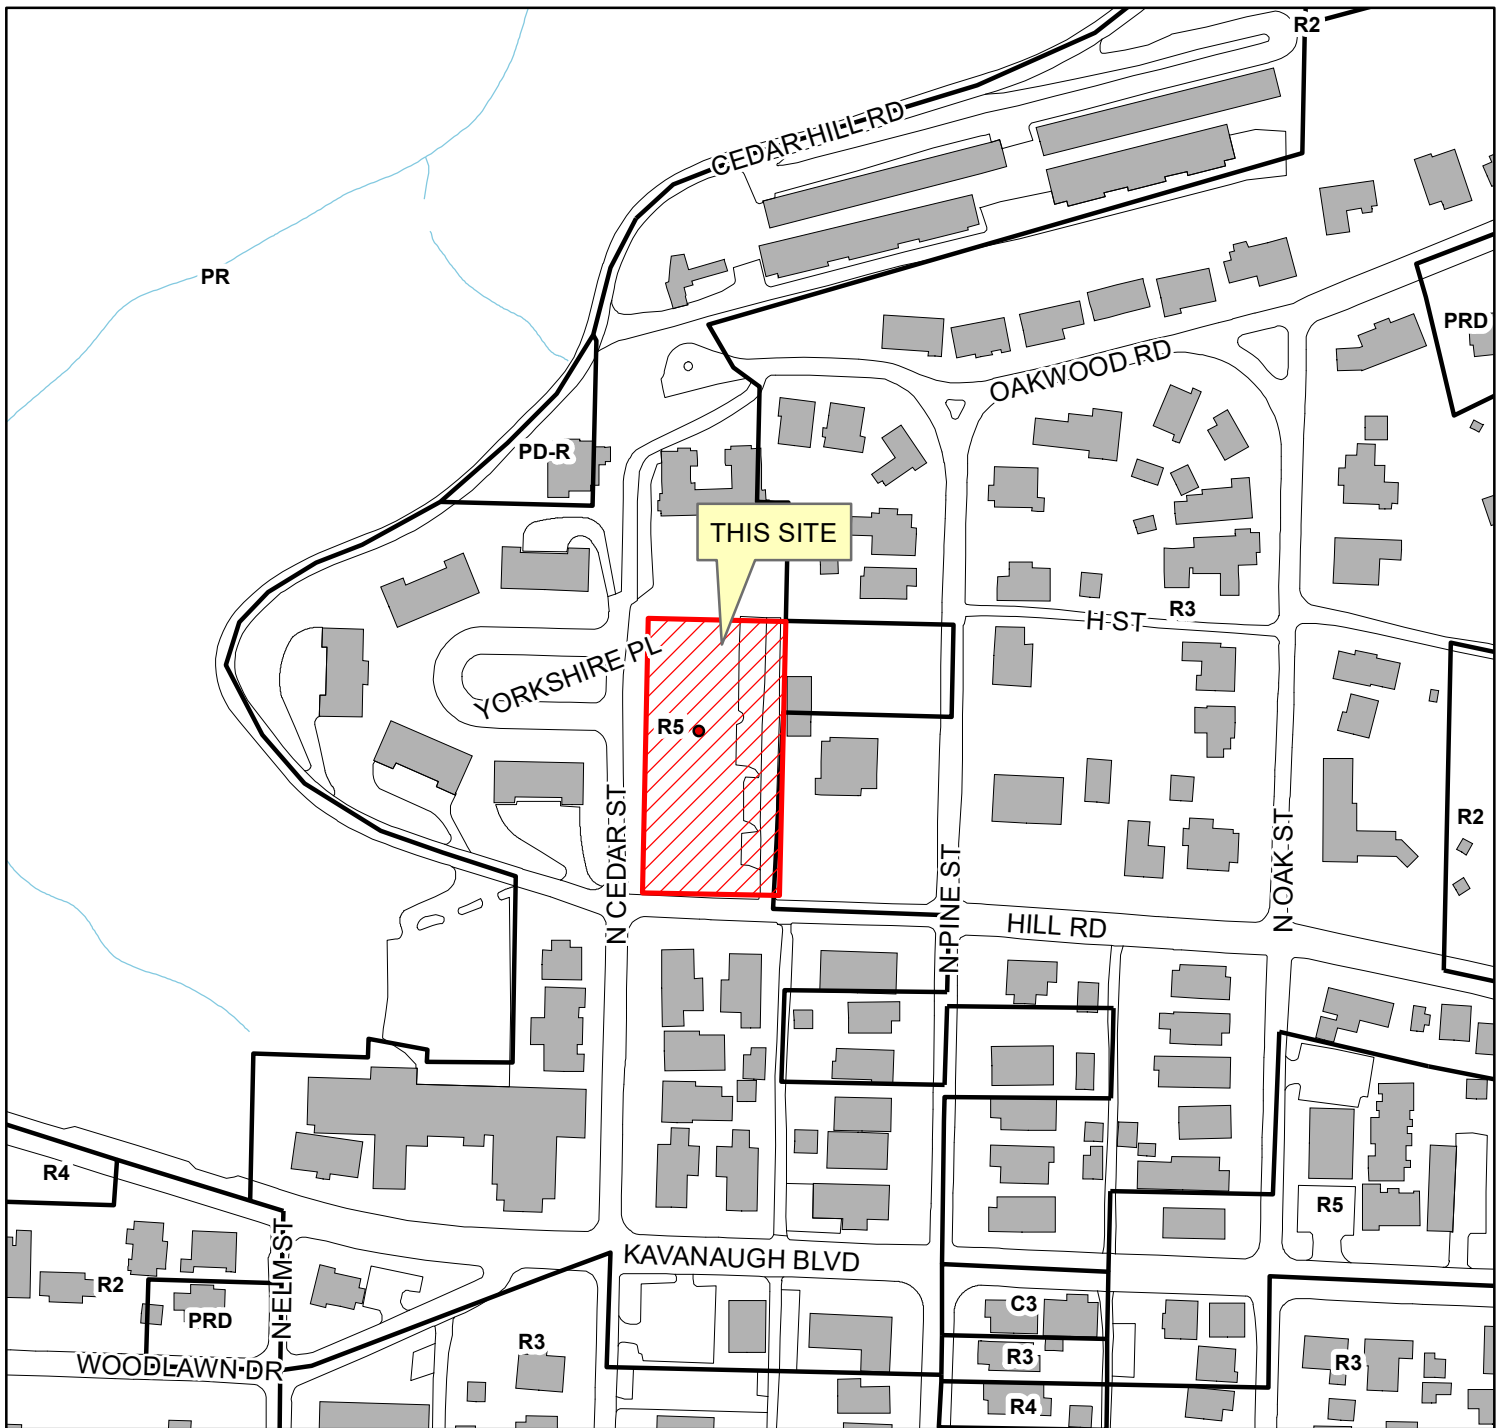 R2
CEDAR HILL RD
PR
PRD
OAKWOOD RD
PD-R
THIS SITE
R3
H ST
YORKSHIRE PL
R5
R2
N CEDAR ST
N PINE ST
N OAK ST
HILL RD
R4
R5
KAVANAUGH BLVD
N ELM ST
R2
PRD
C3
R3
R3
R3
WOODLAWN DR
R4